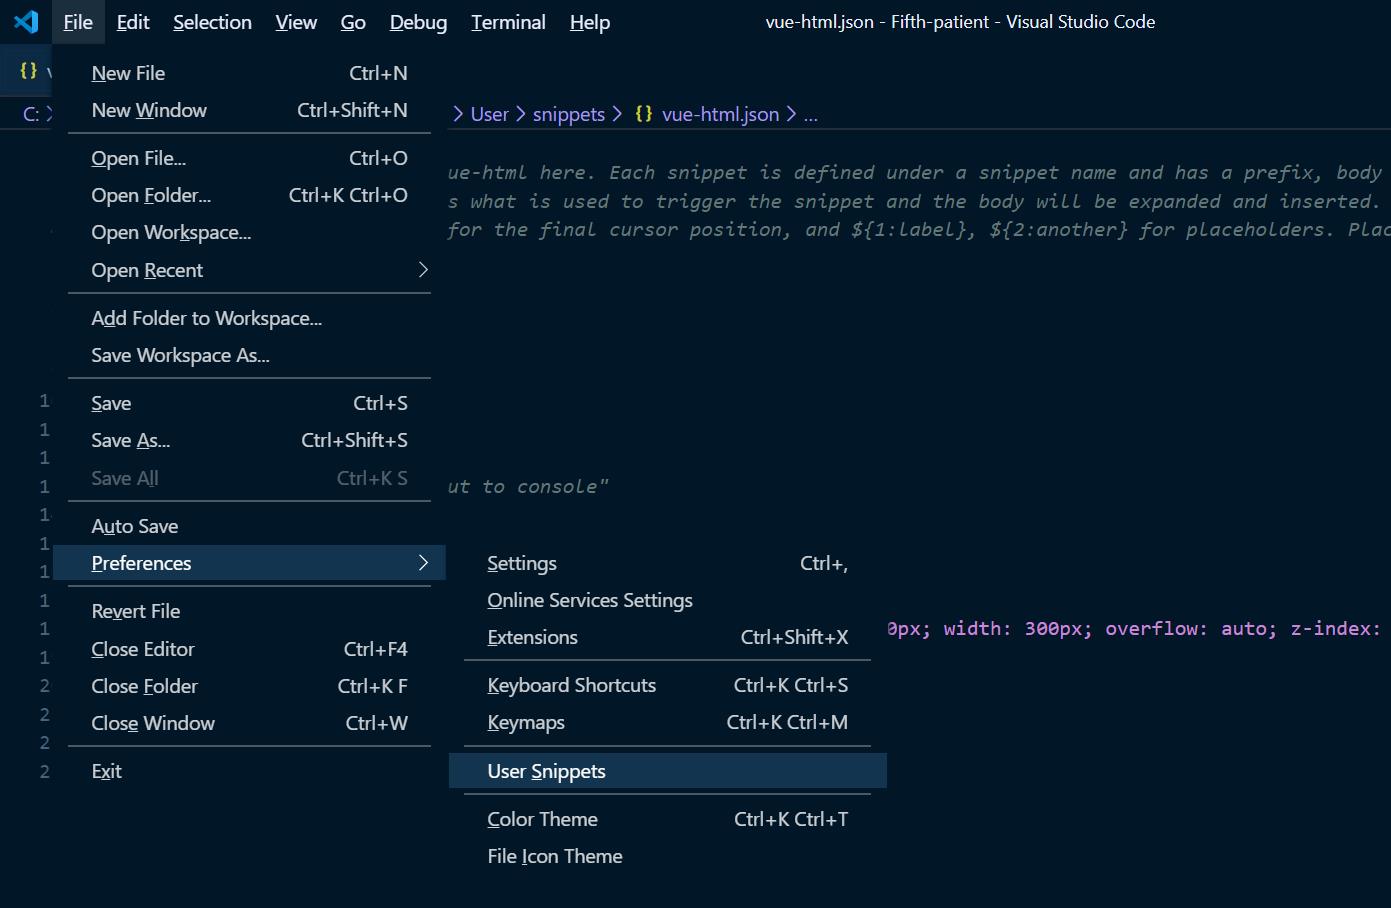 File Edit Selection View Go Debug Terminal Help vue-html.json - Fifth-patient - Visual Studio Code
{}
C: > User > snippets > {} vue-html.json > ...
New File Ctrl+N
New Window Ctrl+Shift+N
Open File... Ctrl+O
Open Folder... Ctrl+K Ctrl+O
Open Workspace...
Open Recent >
Add Folder to Workspace...
Save Workspace As...
Save Ctrl+S
Save As... Ctrl+Shift+S
Save All Ctrl+K S
Auto Save
Preferences >
Revert File
Close Editor Ctrl+F4
Close Folder Ctrl+K F
Close Window Ctrl+W
Exit
ue-html here. Each snippet is defined under a snippet name and has a prefix, body
s what is used to trigger the snippet and the body will be expanded and inserted.
for the final cursor position, and ${1:label}, ${2:another} for placeholders. Plac
ut to console"
0px; width: 300px; overflow: auto; z-index:
Settings Ctrl+,
Online Services Settings
Extensions Ctrl+Shift+X
Keyboard Shortcuts Ctrl+K Ctrl+S
Keymaps Ctrl+K Ctrl+M
User Snippets
Color Theme Ctrl+K Ctrl+T
File Icon Theme
1
1
1
1
1
1
1
1
1
1
2
2
2
2